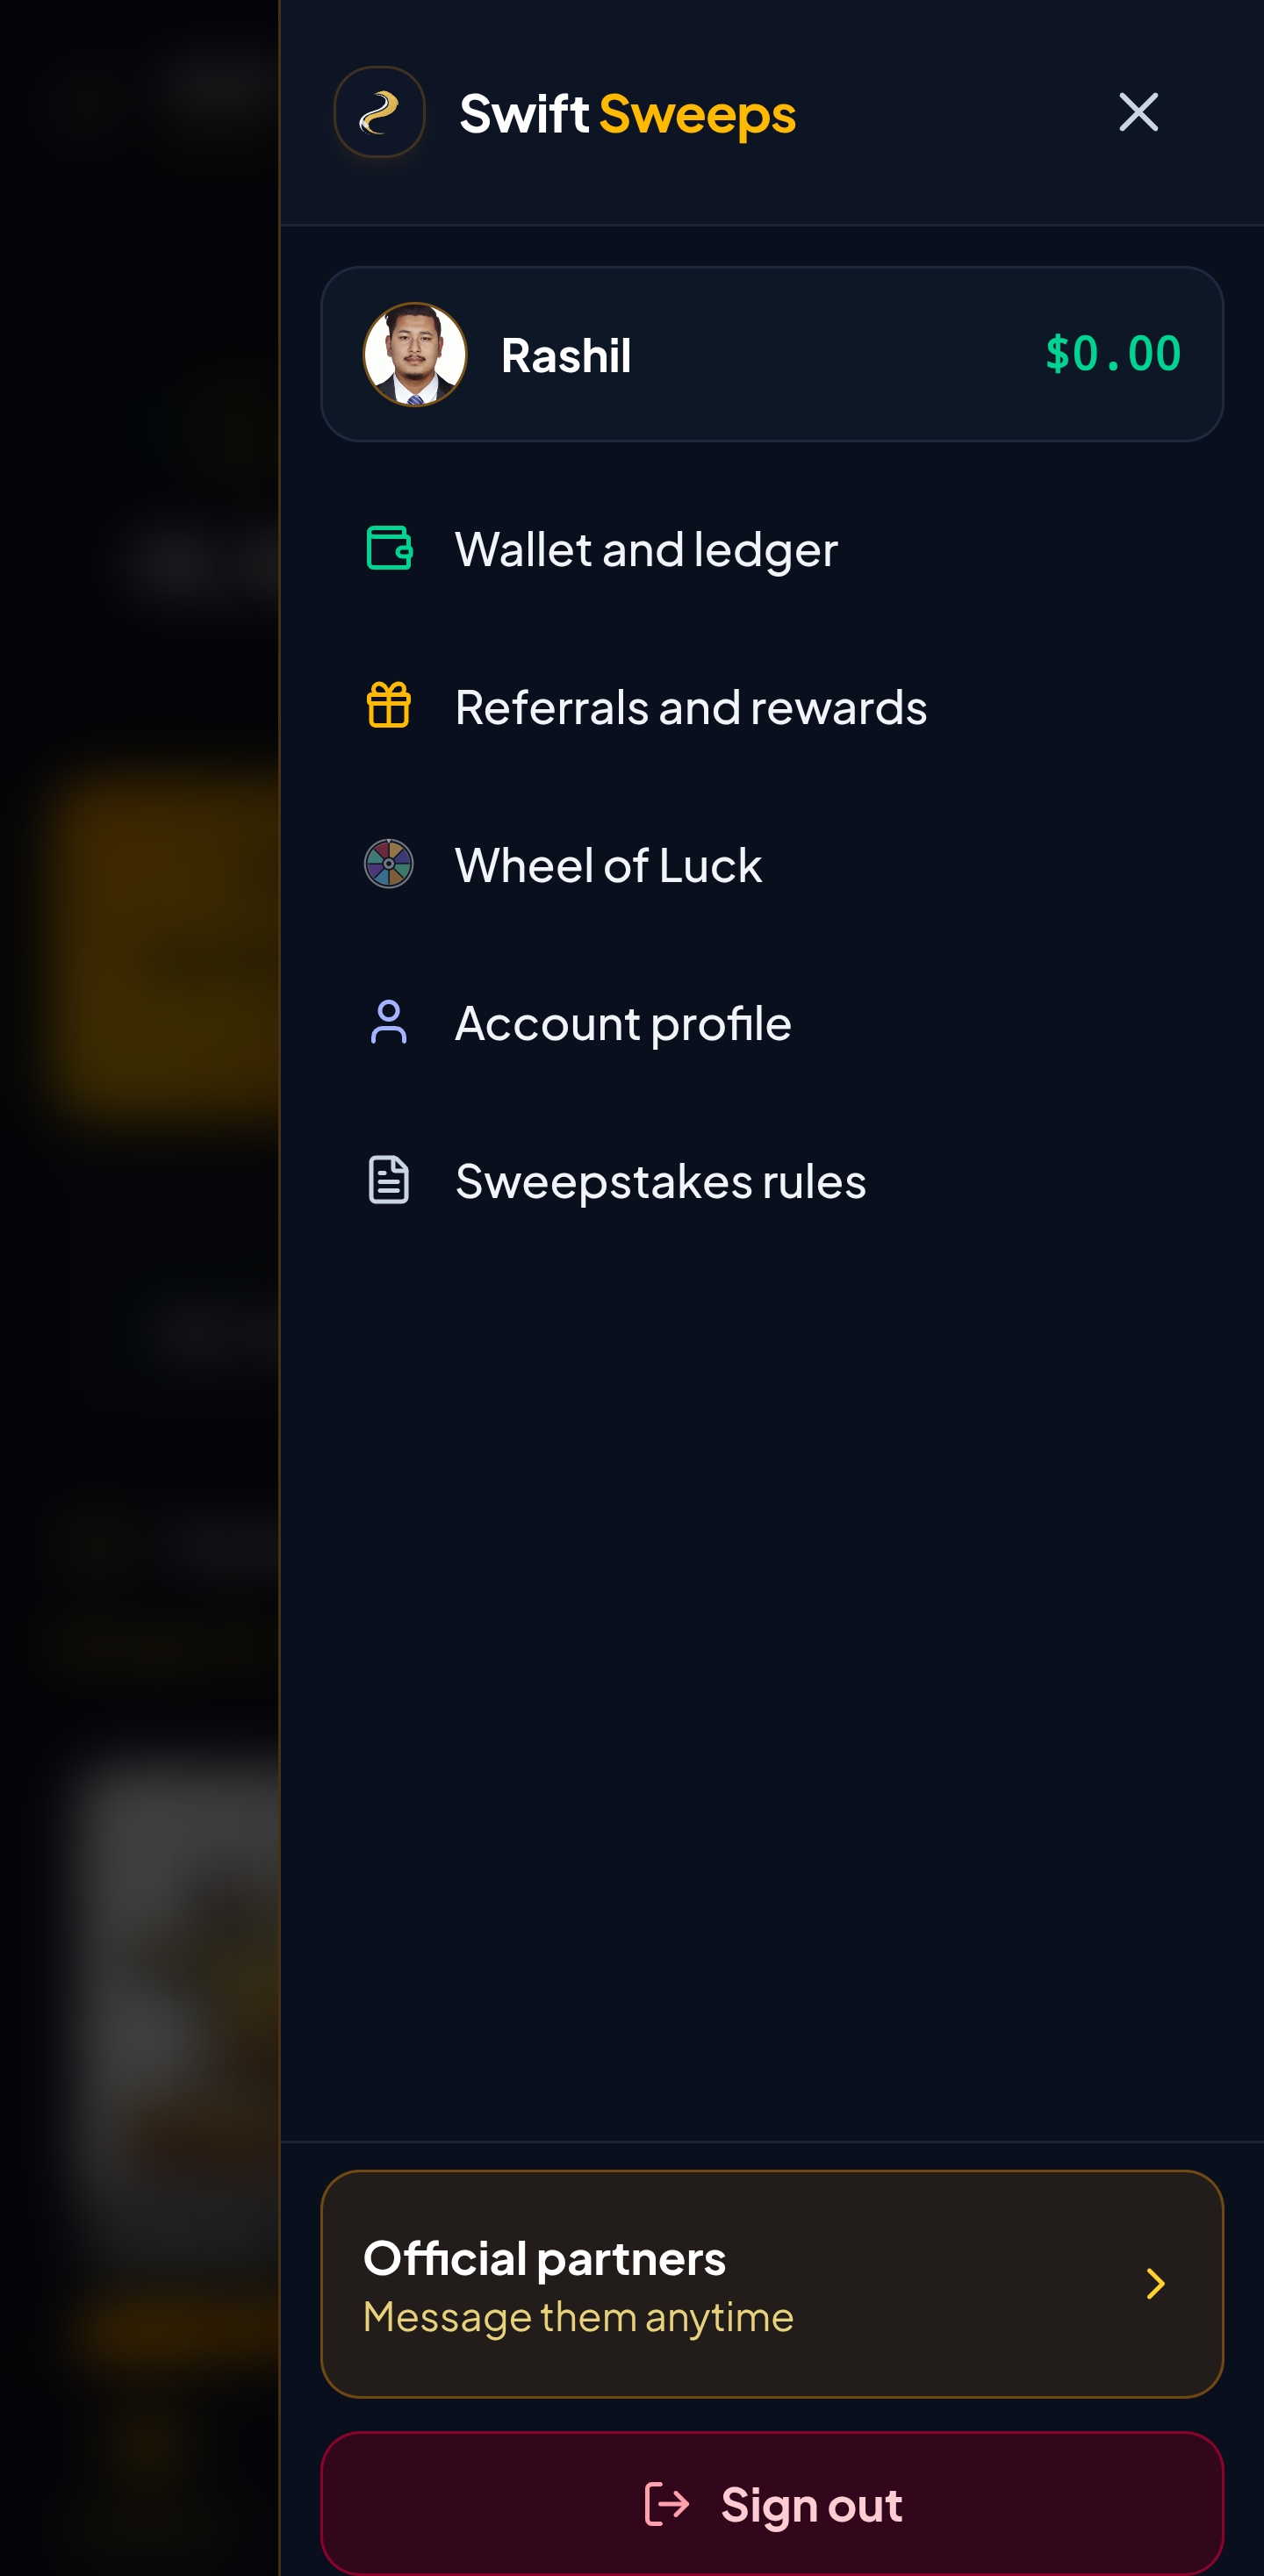 Swift Sweeps
Rashil
$0.00
Wallet and ledger
Referrals and rewards
Wheel of Luck
Account profile
Sweepstakes rules
Official partners
Message them anytime
Sign out